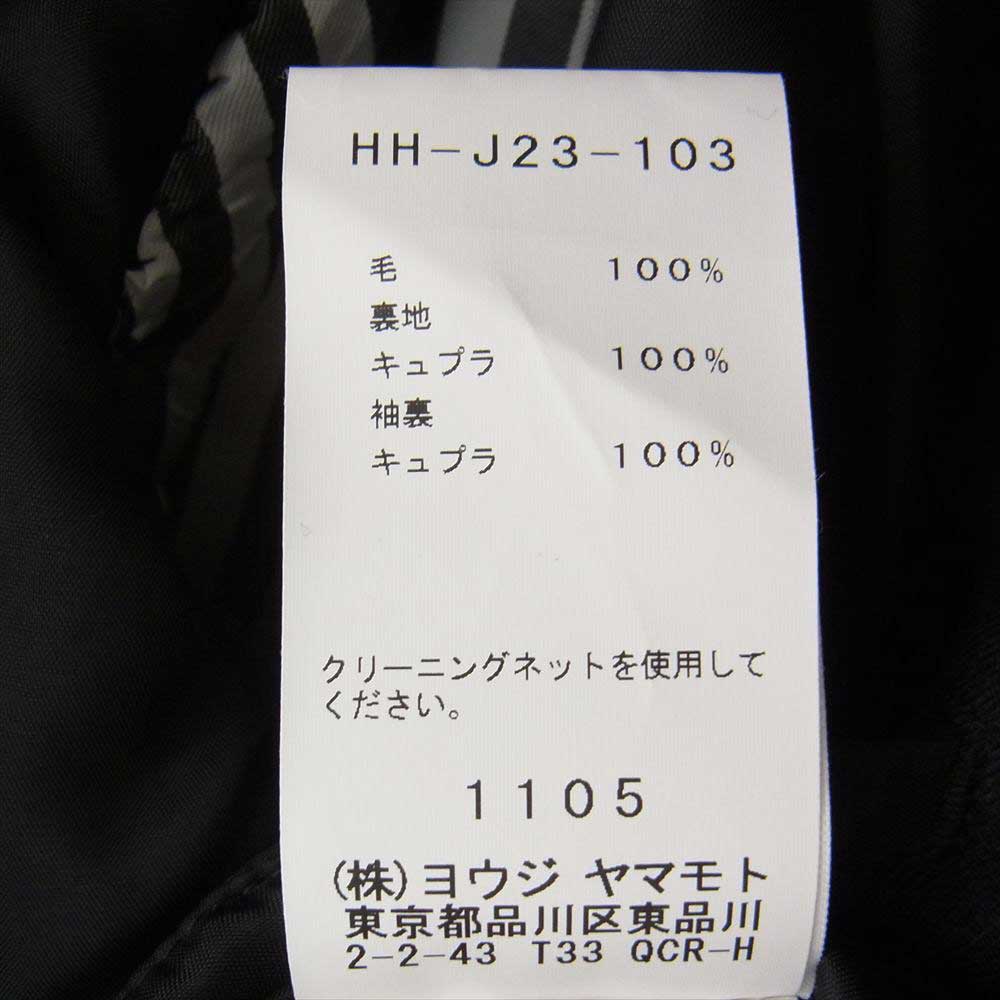 HH-J23-103
毛 100%
裏地
キュプラ 100%
袖裏
キュプラ 100%
クリーニングネットを使用して
ください。
1105
(株)ヨウジ ヤマモト
東京都品川区東品川
2-2-43 T33 QCR-H